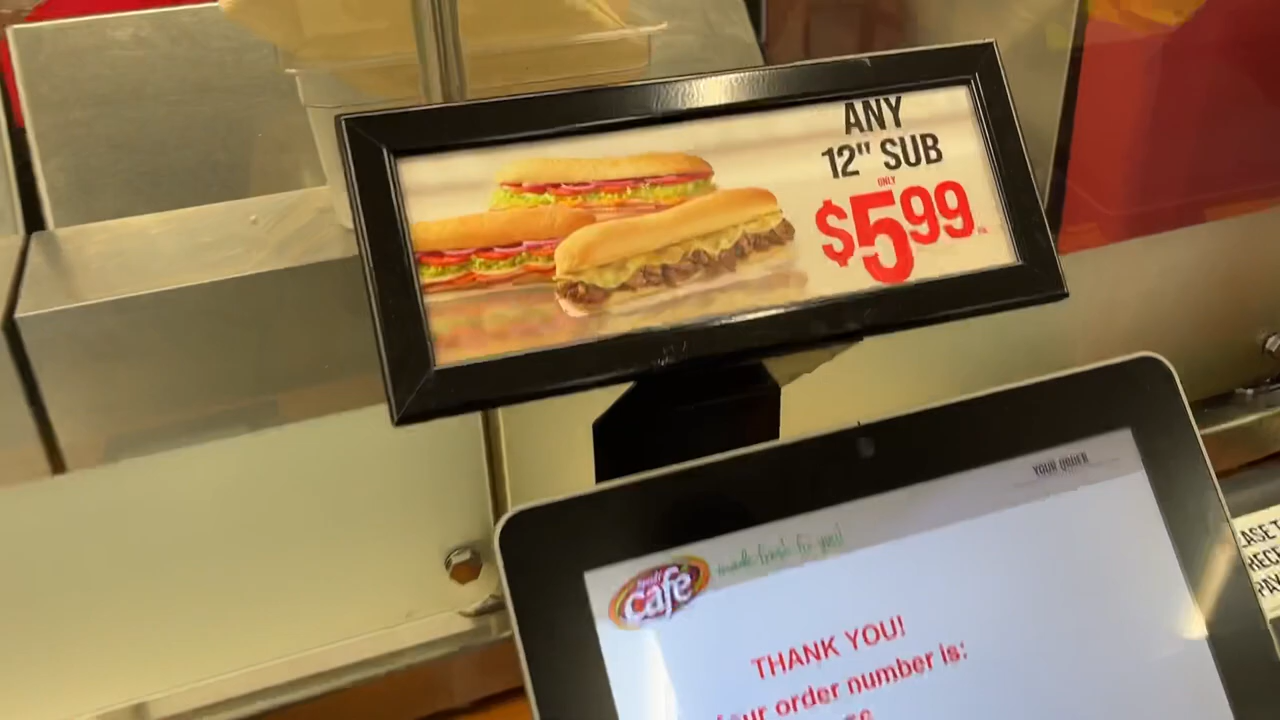 ANY
12" SUB
ONLY
$5.99
YOUR ORDER
made fresh for you!
Speedy
café
THANK YOU!
our order number is: